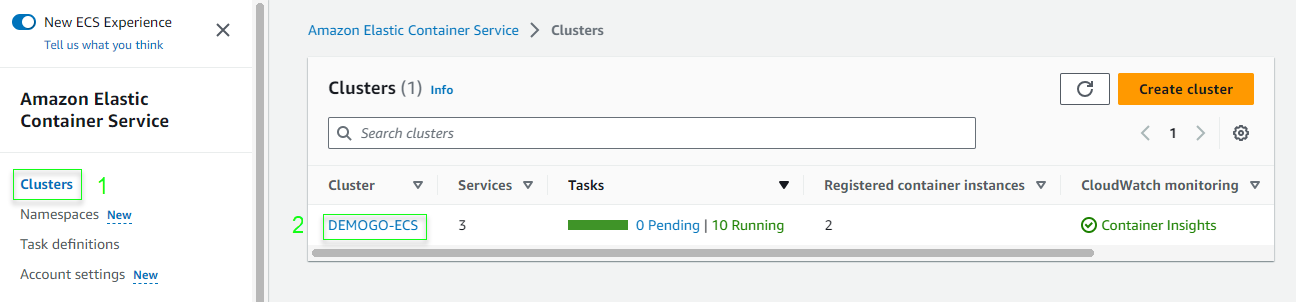 New ECS Experience
Tell us what you think
Amazon Elastic
Container Service
Clusters 1
Namespaces New
Task definitions
Account settings New
Amazon Elastic Container Service > Clusters
Clusters (1) Info
Create cluster
Search clusters
1
Cluster Services Tasks Registered container instances CloudWatch monitoring
2 DEMOGO-ECS 3 0 Pending | 10 Running 2 Container Insights